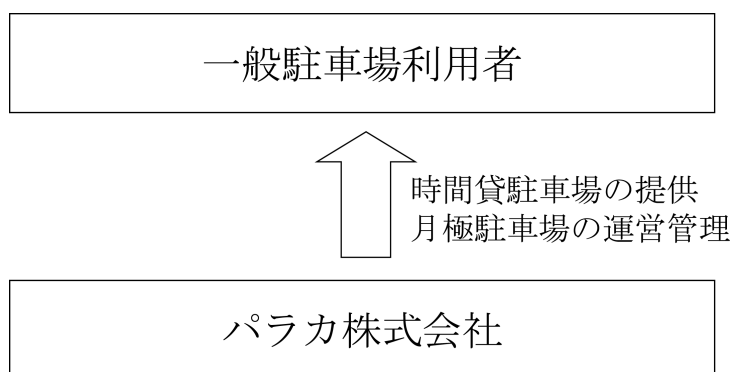 一般駐車場利用者
時間貸駐車場の提供
月極駐車場の運営管理
パラカ株式会社